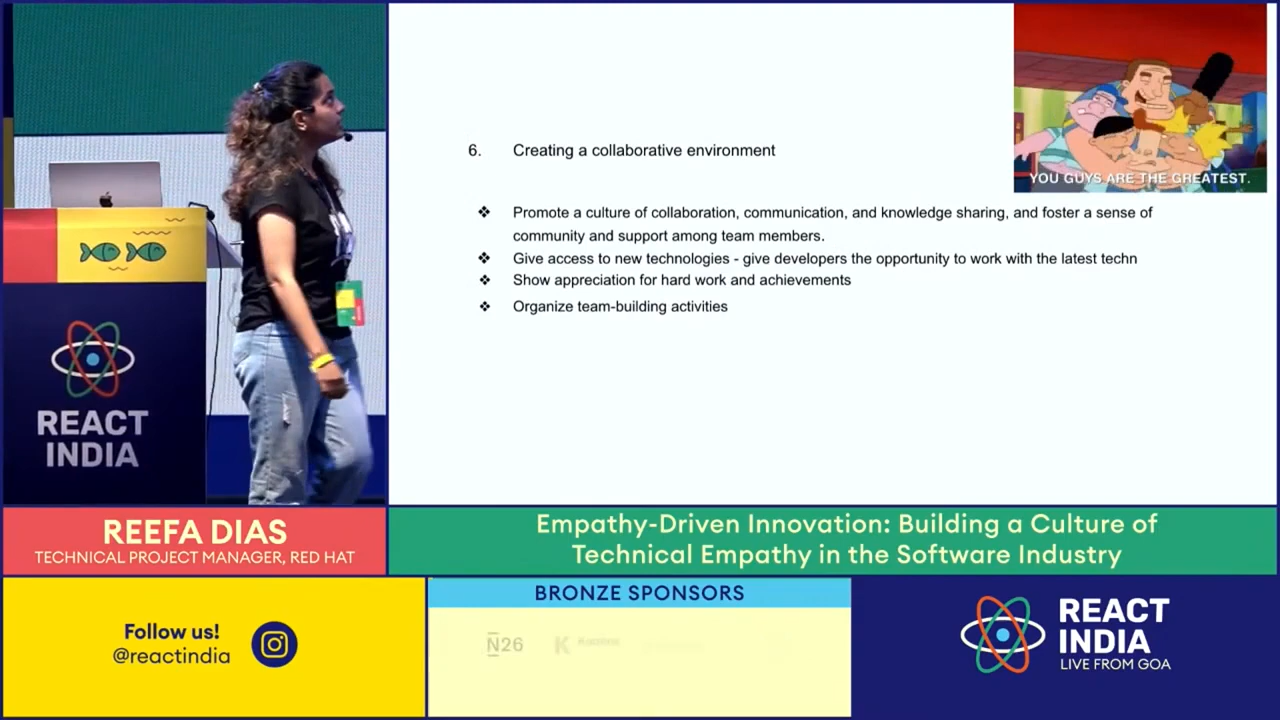 YOU GUYS ARE THE GREATEST.
6. Creating a collaborative environment
❖ Promote a culture of collaboration, communication, and knowledge sharing, and foster a sense of
community and support among team members.
❖ Give access to new technologies - give developers the opportunity to work with the latest techn
❖ Show appreciation for hard work and achievements
❖ Organize team-building activities
REACT
INDIA
REEFA DIAS
TECHNICAL PROJECT MANAGER, RED HAT
Empathy-Driven Innovation: Building a Culture of
Technical Empathy in the Software Industry
Follow us!
@reactindia
BRONZE SPONSORS
N26
REACT
INDIA
LIVE FROM GOA